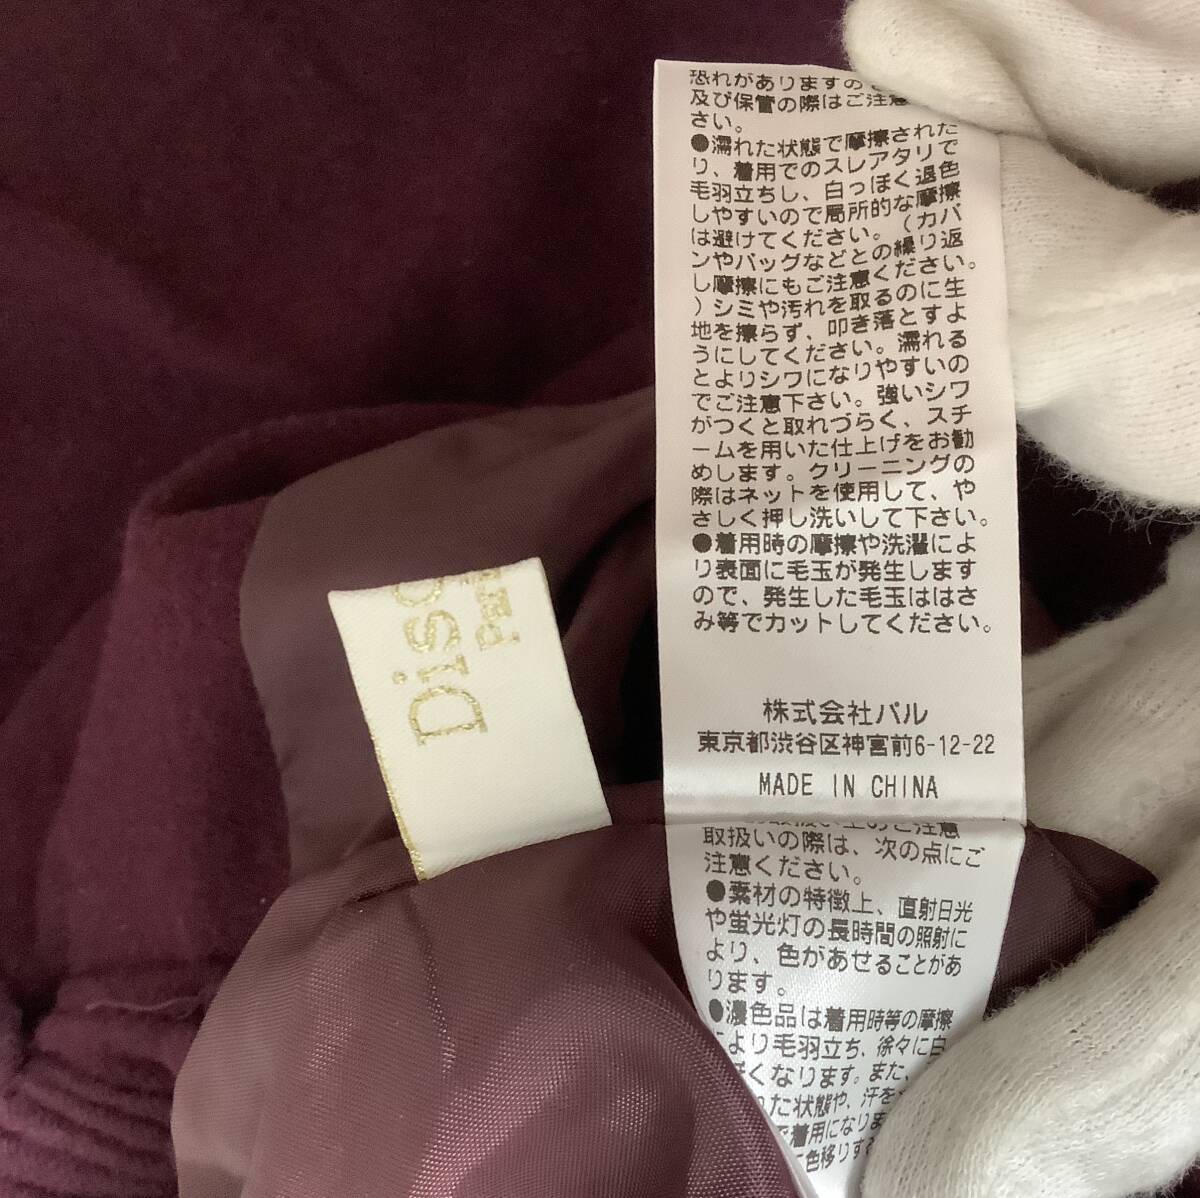 恐れがありますので
及び保管の際はご注意
さい。
●濡れた状態で摩擦された
り、着用でのスレアタリで
毛羽立ちし、白っぽく退色
しやすいので局所的な摩擦
は避けてください。（カバ
ンやバッグなどとの繰り返
し摩擦にもご注意ください。
）シミや汚れを取るのに生
地を擦らず、叩き落とすよ
うにしてください。濡れる
とよりシワになりやすいの
でご注意下さい。強いシワ
がつくと取れづらく、スチ
ームを用いた仕上げをお勧
めします。クリーニングの
際はネットを使用して、や
さしく押し洗いして下さい。
●着用時の摩擦や洗濯によ
り表面に毛玉が発生します
ので、発生した毛玉ははさ
み等でカットしてください。
株式会社パル
東京都渋谷区神宮前6-12-22
MADE IN CHINA
取扱い上のご注意
取扱いの際は、次の点にご
注意ください。
●素材の特徴上、直射日光
や蛍光灯の長時間の照射に
より、色があせることがあ
ります。
●濃色品は着用時等の摩擦
により毛羽立ち、徐々に白
くなります。また、
た状態や、汗を
着用になりま
色移りす
Disc
Par